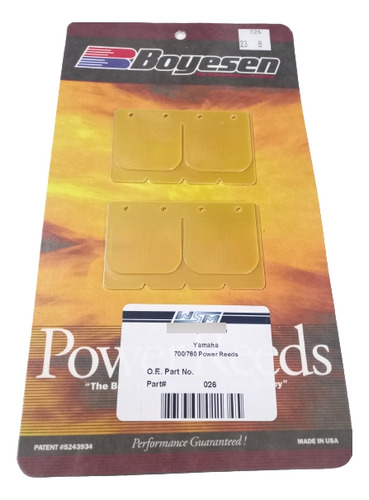 026
23 8
Boyesen
WSM
Yamaha
700/760 Power Reeds
O.E. Part No.
Part# 026
Power Reeds
"The B
ey"
PATENT #5243934
Performance Guaranteed!
MADE IN USA